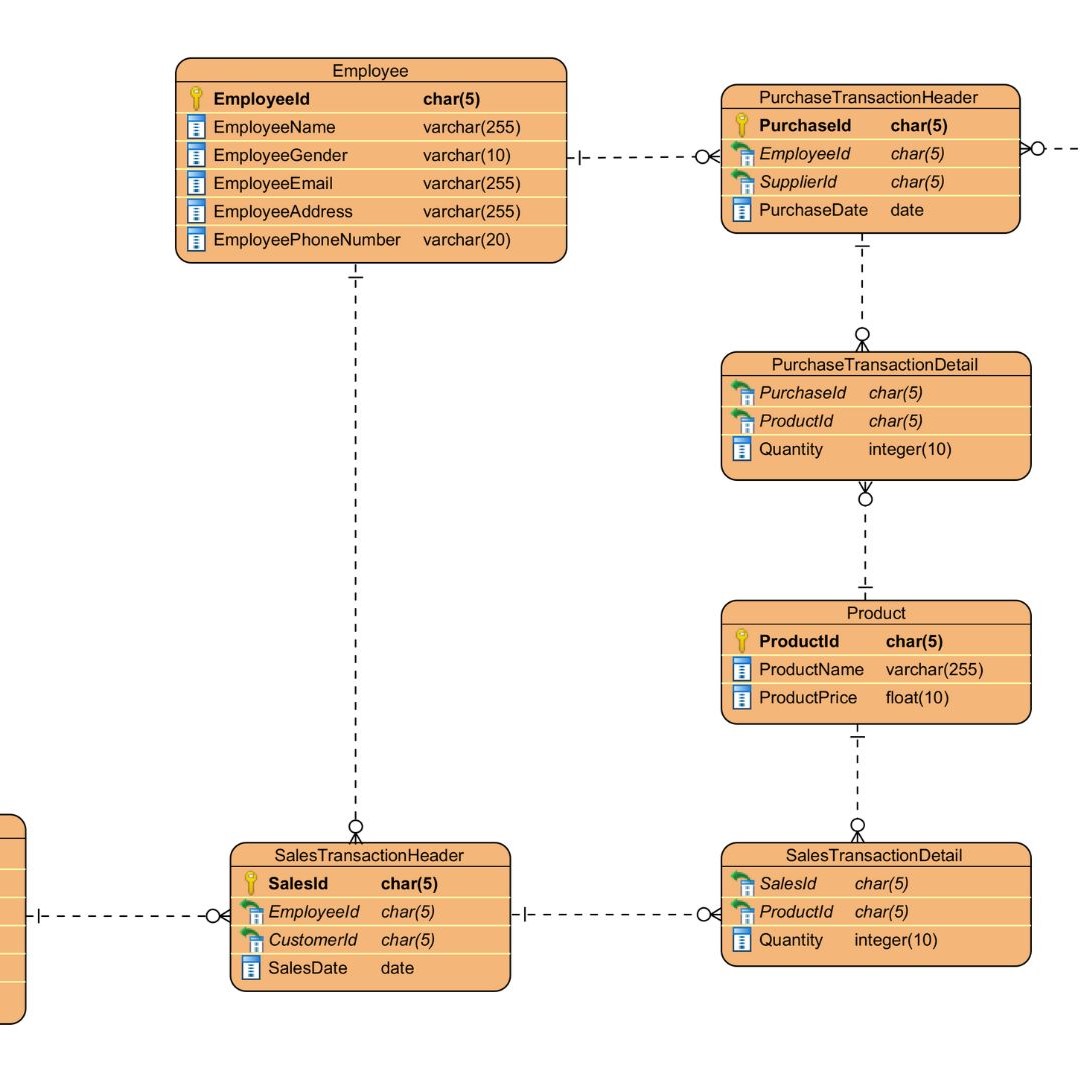 Employee
EmployeeId char(5)
EmployeeName varchar(255)
EmployeeGender varchar(10)
EmployeeEmail varchar(255)
EmployeeAddress varchar(255)
EmployeePhoneNumber varchar(20)
PurchaseTransactionHeader
PurchaseId char(5)
EmployeeId char(5)
SupplierId char(5)
PurchaseDate date
PurchaseTransactionDetail
PurchaseId char(5)
ProductId char(5)
Quantity integer(10)
Product
ProductId char(5)
ProductName varchar(255)
ProductPrice float(10)
SalesTransactionHeader
SalesId char(5)
EmployeeId char(5)
CustomerId char(5)
SalesDate date
SalesTransactionDetail
SalesId char(5)
ProductId char(5)
Quantity integer(10)